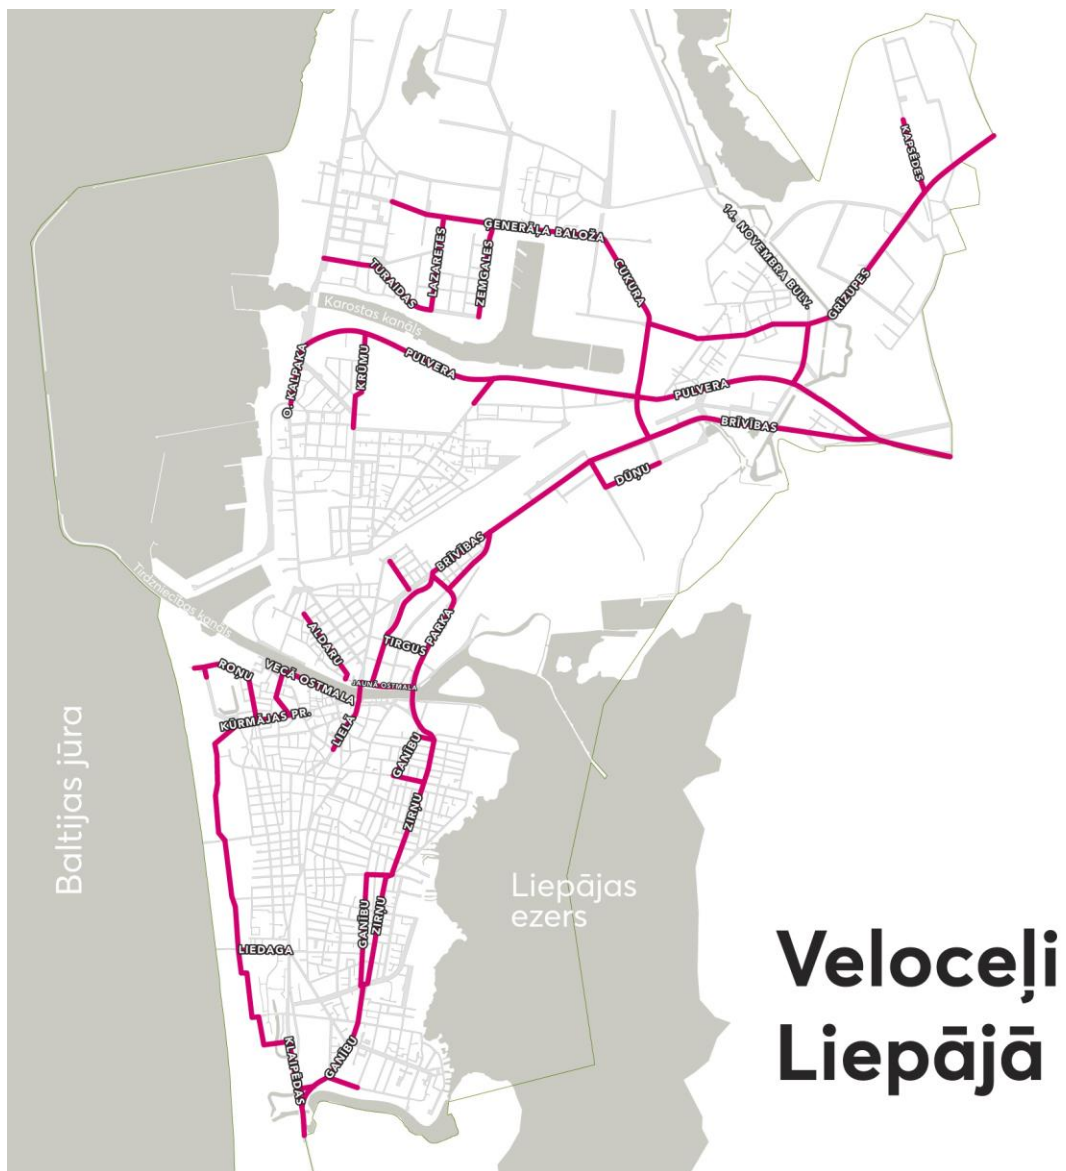 KAPSĒDES
14. NOVEMBRA BULV.
ĢENERĀĻA BALOŽA
LAZARETES
ZEMGALES
TURAIDAS
CUKURA
GRĪZUPES
Karostas kanāls
O. KALPAKA
KRŪMU
PULVERA
PULVERA
BRĪVĪBAS
DŪŅU
BRĪVĪBAS
Tirdzniecības kanāls
ALDARU
TIRGUS
PARKA
ROŅU
VECĀ OSTMALA
JAUNĀ OSTMALA
KŪRMĀJAS PR.
LIELĀ
GANĪBU
ZIRŅU
Baltijas jūra
Liepājas
ezers
GANĪBU
ZIRŅU
LIEDAGA
KLAIPĒDAS
GANĪBU
Veloceļi
Liepājā